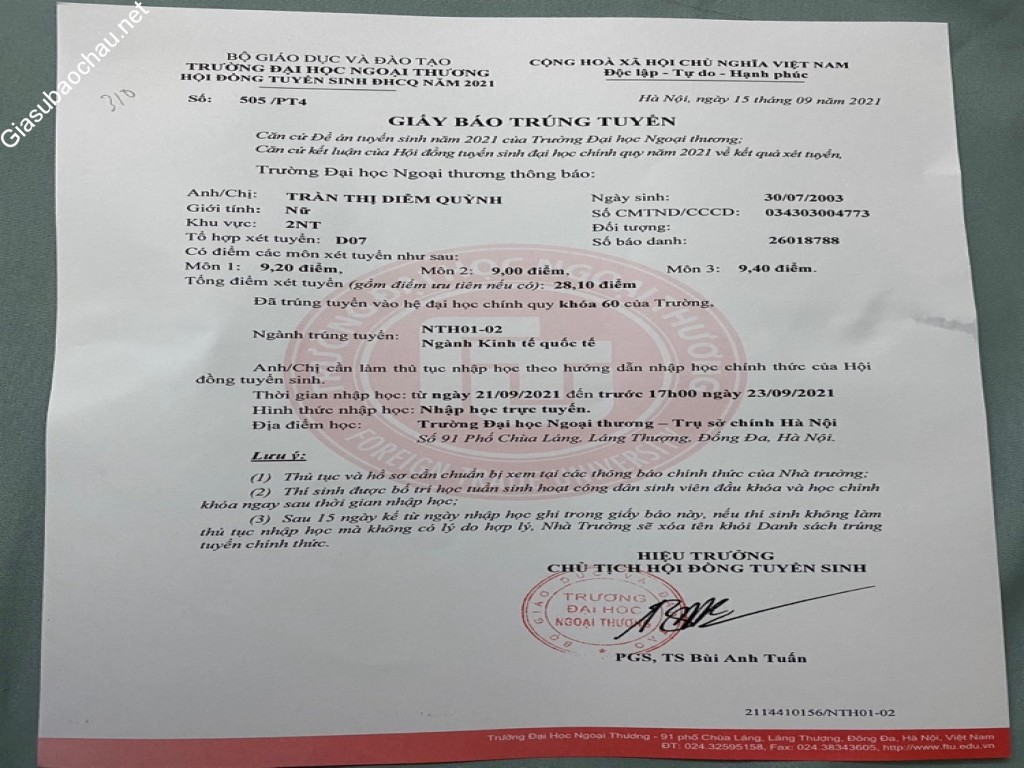 Giasubaochau.net
310
BỘ GIÁO DỤC VÀ ĐÀO TẠO
TRƯỜNG ĐẠI HỌC NGOẠI THƯƠNG
HỘI ĐỒNG TUYỂN SINH ĐHCQ NĂM 2021
Số: 505 /PT4
CỘNG HOÀ XÃ HỘI CHỦ NGHĨA VIỆT NAM
Độc lập - Tự do - Hạnh phúc
Hà Nội, ngày 15 tháng 09 năm 2021
GIẤY BÁO TRÚNG TUYỂN
Căn cứ Đề án tuyển sinh năm 2021 của Trường Đại học Ngoại thương;
Căn cứ kết luận của Hội đồng tuyển sinh đại học chính quy năm 2021 về kết quả xét tuyển,
Trường Đại học Ngoại thương thông báo:
Anh/Chị: TRẦN THỊ DIỄM QUỲNH Ngày sinh: 30/07/2003
Giới tính: Nữ Số CMTND/CCCD: 034303004773
Khu vực: 2NT Đối tượng:
Tổ hợp xét tuyển: D07 Số báo danh: 26018788
Có điểm các môn xét tuyển như sau:
Môn 1: 9,20 điểm, Môn 2: 9,00 điểm, Môn 3: 9,40 điểm.
Tổng điểm xét tuyển (gồm điểm ưu tiên nếu có): 28,10 điểm
Đã trúng tuyển vào hệ đại học chính quy khóa 60 của Trường.
Ngành trúng tuyển: NTH01-02
Ngành Kinh tế quốc tế
Anh/Chị cần làm thủ tục nhập học theo hướng dẫn nhập học chính thức của Hội
đồng tuyển sinh.
Thời gian nhập học: từ ngày 21/09/2021 đến trước 17h00 ngày 23/09/2021
Hình thức nhập học: Nhập học trực tuyến.
Địa điểm học: Trường Đại học Ngoại thương – Trụ sở chính Hà Nội
Số 91 Phố Chùa Láng, Láng Thượng, Đống Đa, Hà Nội.
Lưu ý:
(1) Thủ tục và hồ sơ cần chuẩn bị xem tại các thông báo chính thức của Nhà trường;
(2) Thí sinh được bố trí học tuần sinh hoạt công dân sinh viên đầu khóa và học chính
khóa ngay sau thời gian nhập học;
(3) Sau 15 ngày kể từ ngày nhập học ghi trong giấy báo này, nếu thí sinh không làm
thủ tục nhập học mà không có lý do hợp lý, Nhà Trường sẽ xóa tên khỏi Danh sách trúng
tuyển chính thức.
HIỆU TRƯỞNG
CHỦ TỊCH HỘI ĐỒNG TUYỂN SINH
BỘ GIÁO DỤC VÀ ĐÀO TẠO
TRƯỜNG
ĐẠI HỌC
NGOẠI THƯƠNG
PGS, TS Bùi Anh Tuấn
2114410156/NTH01-02
Trường Đại Học Ngoại Thương - 91 phố Chùa Láng, Láng Thượng, Đống Đa, Hà Nội, Việt Nam
ĐT: 024.32595158, Fax: 024.38343605, http://www.ftu.edu.vn